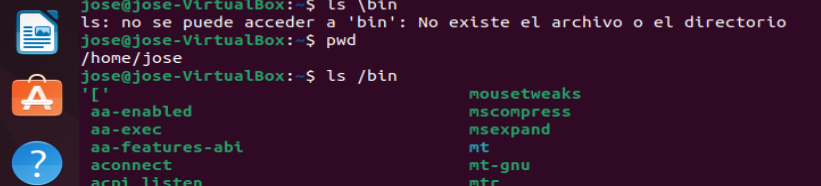 jose@jose-VirtualBox:~$ ls \bin
ls: no se puede acceder a 'bin': No existe el archivo o el directorio
jose@jose-VirtualBox:~$ pwd
/home/jose
jose@jose-VirtualBox:~$ ls /bin
'[' mousetweaks
aa-enabled mscompress
aa-exec msexpand
aa-features-abi mt
aconnect mt-gnu
acpi_listen mtr